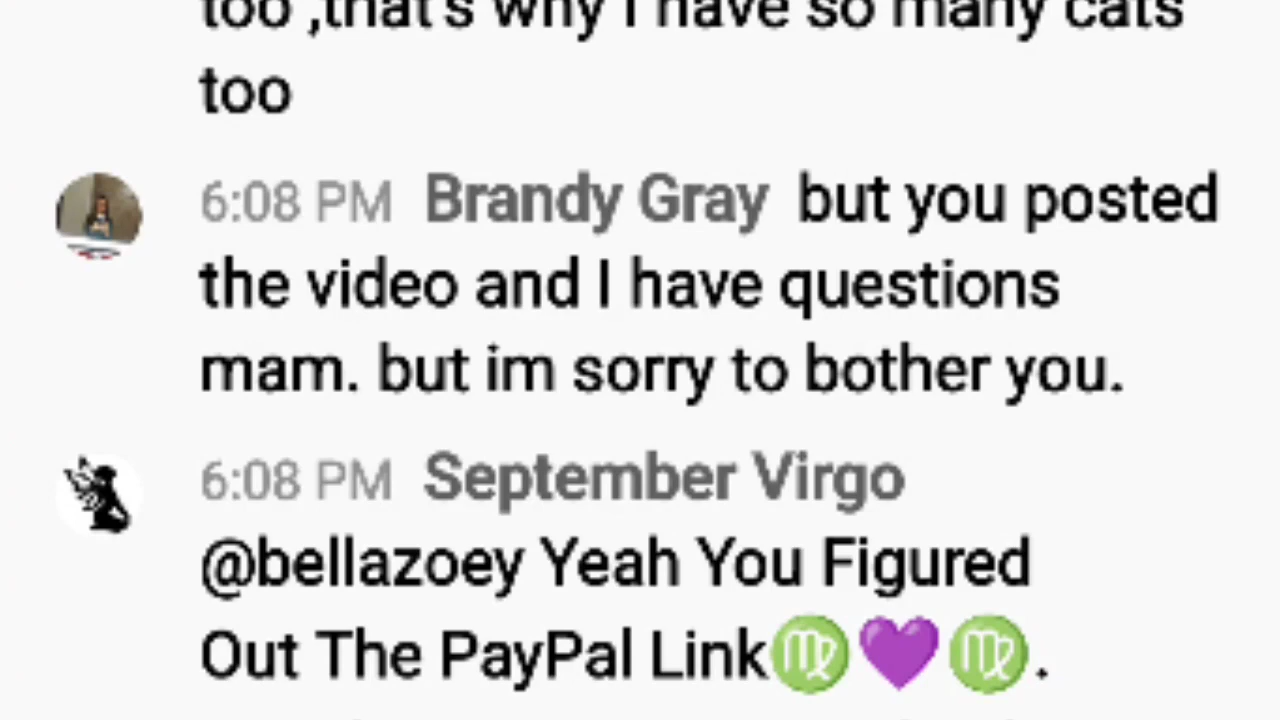 too ,that's why I have so many cats
too
6:08 PM Brandy Gray but you posted
the video and I have questions
mam. but im sorry to bother you.
6:08 PM September Virgo
@bellazoey Yeah You Figured
Out The PayPal Link♍💜♍.